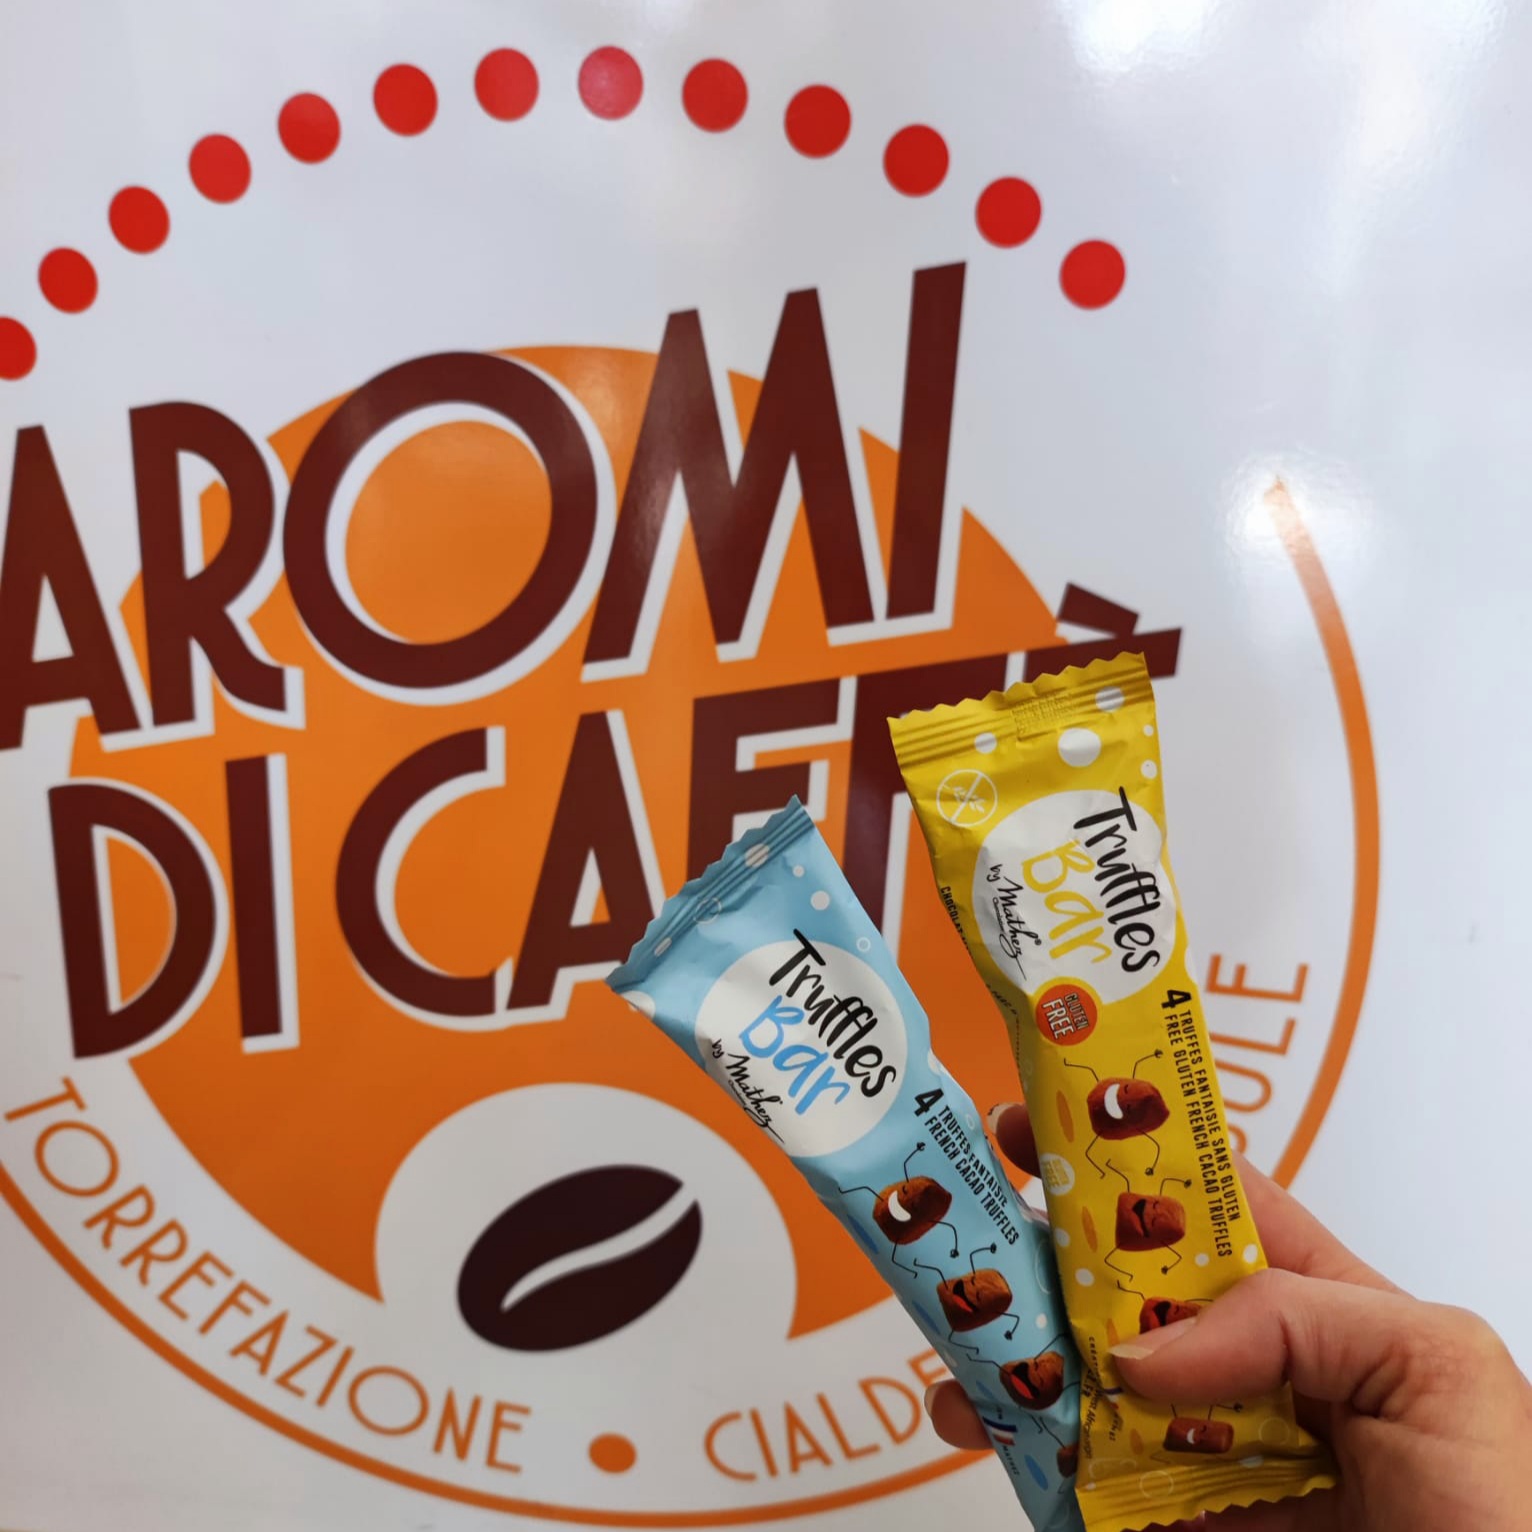 AROMI
DI CAFFÈ
TORREFAZIONE • CIALDE
Truffles
Bar
by Mathez
4 TRUFFES FANTAISIE
FRENCH CACAO TRUFFLES
Truffles
Bar
by Mathez®
GLUTEN
FREE
4 TRUFFES FANTAISIE SANS GLUTEN
FREE GLUTEN FRENCH CACAO TRUFFLES